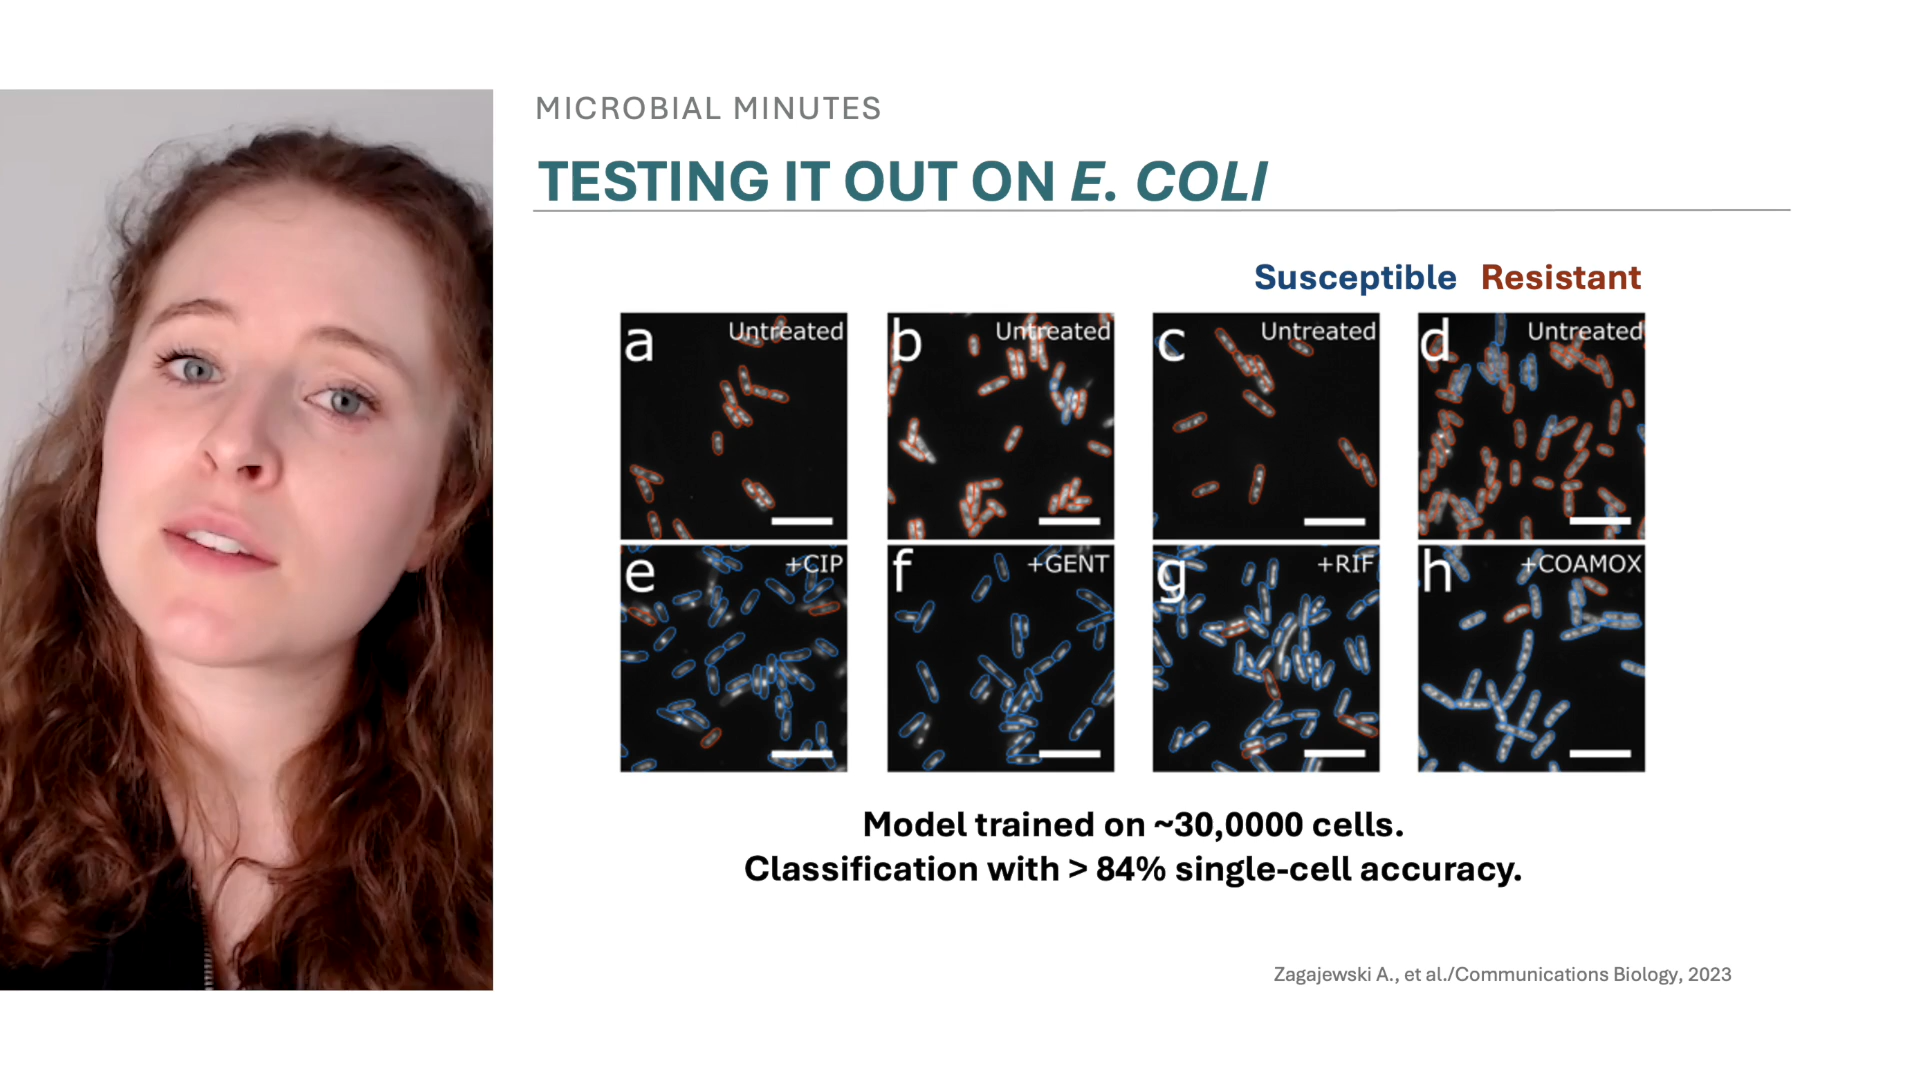 MICROBIAL MINUTES
TESTING IT OUT ON E. COLI
Susceptible Resistant
a Untreated
b Untreated
c Untreated
d Untreated
e +CIP
f +GENT
g +RIF
h +COAMOX
Model trained on ~30,0000 cells.
Classification with > 84% single-cell accuracy.
Zagajewski A., et al./Communications Biology, 2023